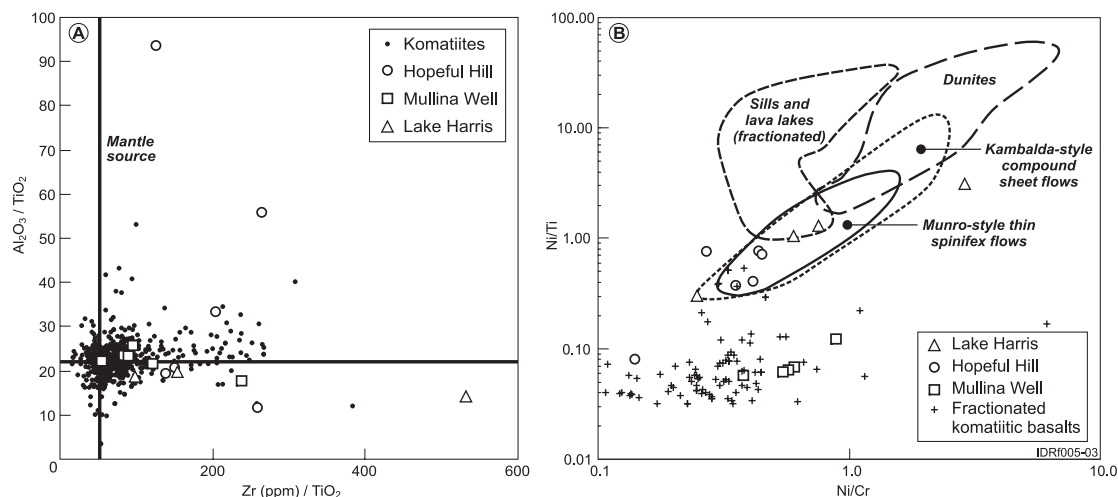 A
100
90
80
70
60
50
40
30
20
10
0
0
200
400
600
Al₂O₃ / TiO₂
Zr (ppm) / TiO₂
Mantle
source
Komatiites
Hopeful Hill
Mullina Well
Lake Harris
B
100.00
10.00
1.00
0.10
0.01
0.1
1.0
10.0
Ni/Ti
Ni/Cr
Sills and
lava lakes
(fractionated)
Dunites
Kambalda-style
compound
sheet flows
Munro-style thin
spinifex flows
Lake Harris
Hopeful Hill
Mullina Well
Fractionated
komatiitic basalts
IDRf005-03